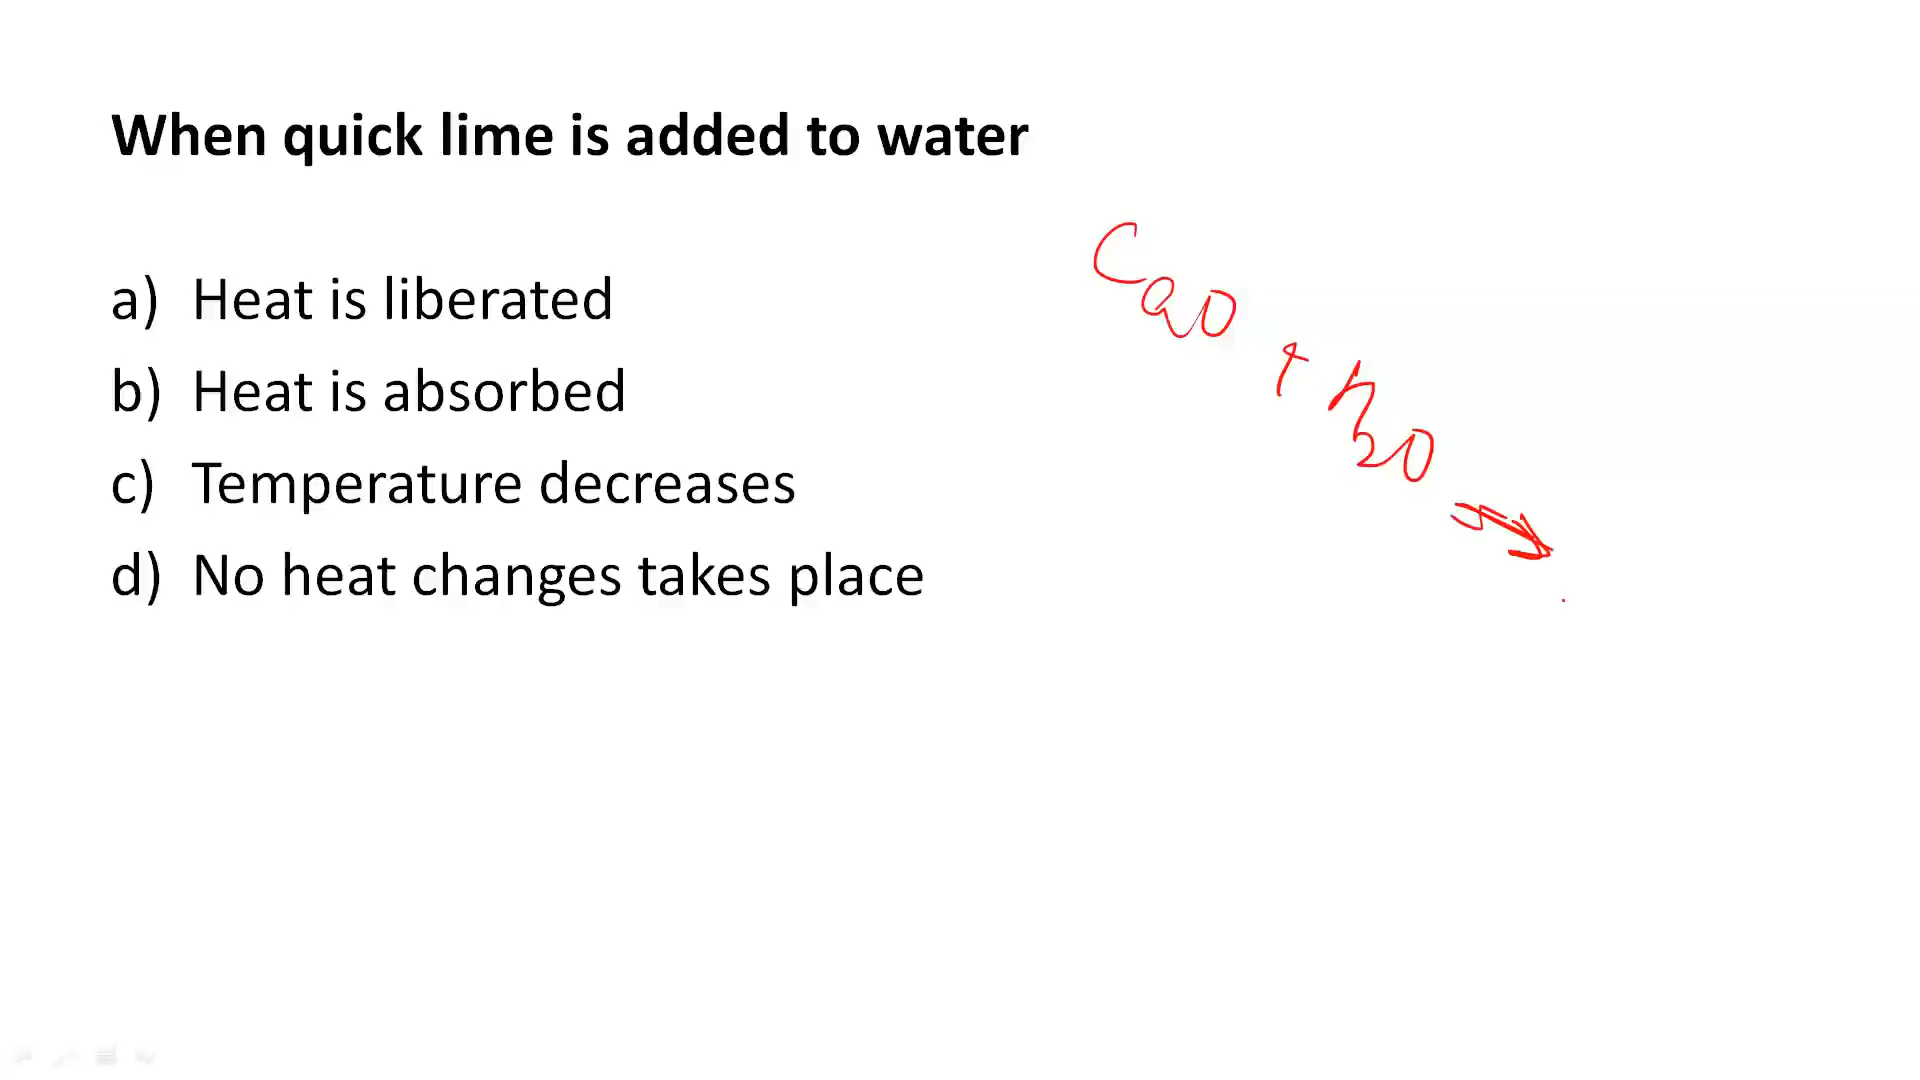 When quick lime is added to water
a) Heat is liberated
b) Heat is absorbed
c) Temperature decreases
d) No heat changes takes place
CaO + H2O →